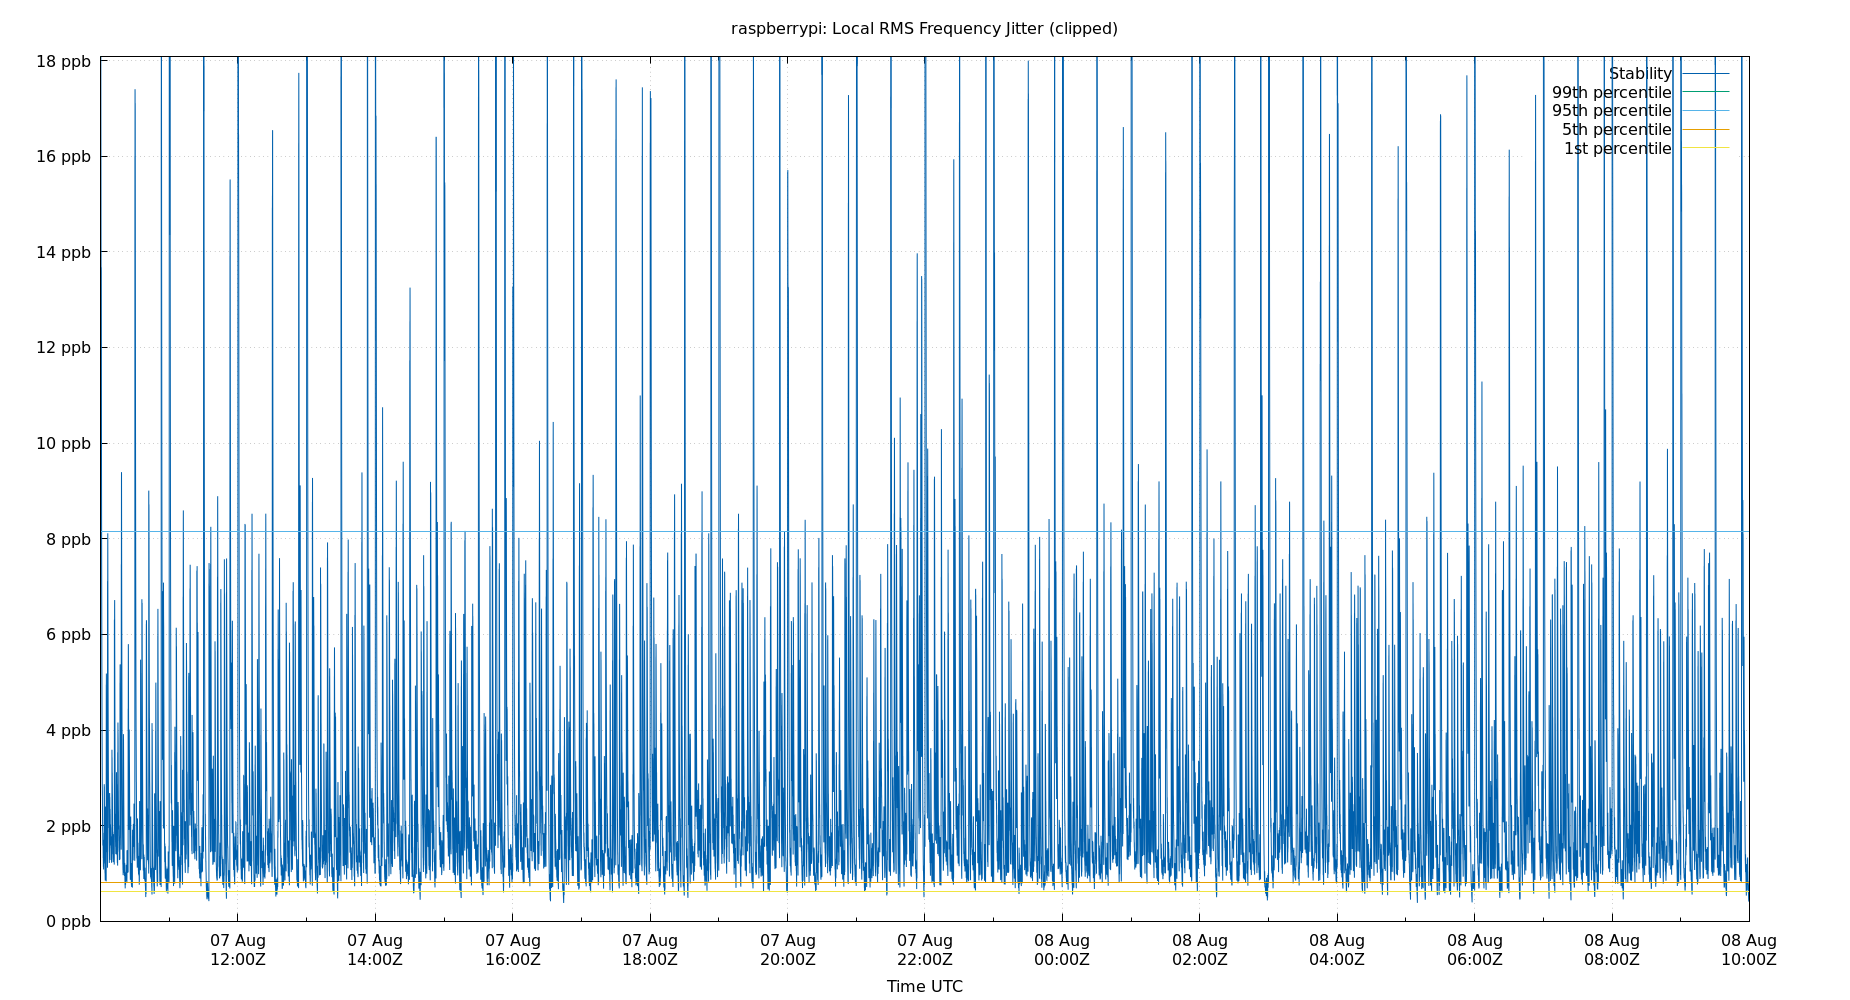 raspberrypi: Local RMS Frequency Jitter (clipped)
18 ppb
16 ppb
14 ppb
12 ppb
10 ppb
8 ppb
6 ppb
4 ppb
2 ppb
0 ppb
Stability
99th percentile
95th percentile
5th percentile
1st percentile
07 Aug 07 Aug 07 Aug 07 Aug 07 Aug 07 Aug 08 Aug 08 Aug 08 Aug 08 Aug 08 Aug 08 Aug
12:00Z 14:00Z 16:00Z 18:00Z 20:00Z 22:00Z 00:00Z 02:00Z 04:00Z 06:00Z 08:00Z 10:00Z
Time UTC